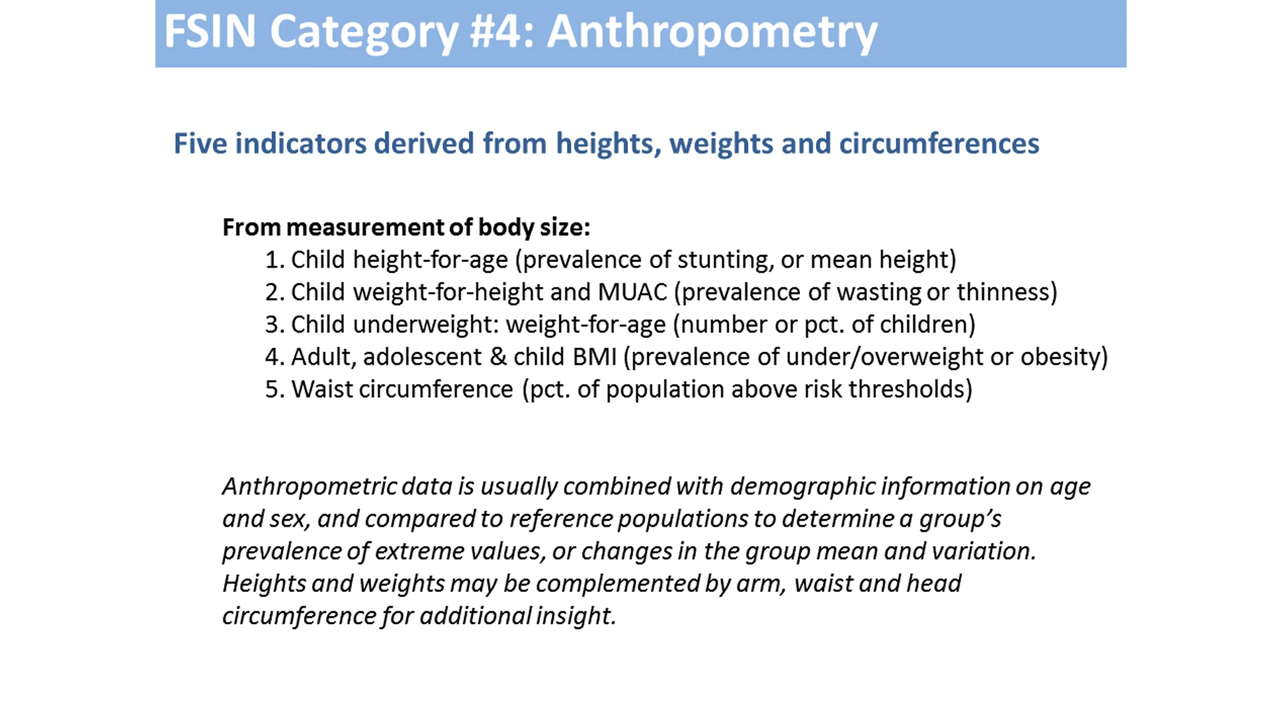 FSIN Category #4: Anthropometry
Five indicators derived from heights, weights and circumferences
From measurement of body size:
1. Child height-for-age (prevalence of stunting, or mean height)
2. Child weight-for-height and MUAC (prevalence of wasting or thinness)
3. Child underweight: weight-for-age (number or pct. of children)
4. Adult, adolescent & child BMI (prevalence of under/overweight or obesity)
5. Waist circumference (pct. of population above risk thresholds)
Anthropometric data is usually combined with demographic information on age
and sex, and compared to reference populations to determine a group’s
prevalence of extreme values, or changes in the group mean and variation.
Heights and weights may be complemented by arm, waist and head
circumference for additional insight.